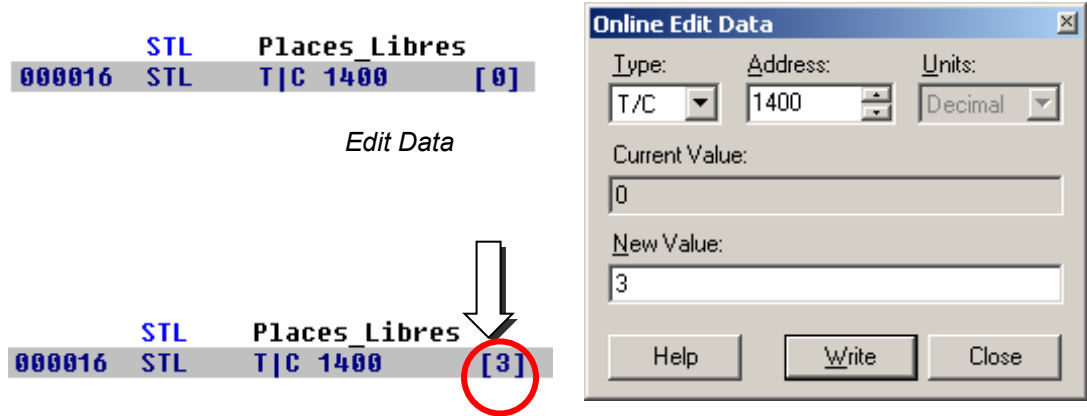 STL Places_Libres
000016 STL T|C 1400 [0]
Edit Data
STL Places_Libres
000016 STL T|C 1400 [3]
Online Edit Data
Type: Address: Units:
T/C 1400 Decimal
Current Value:
0
New Value:
3
Help Write Close